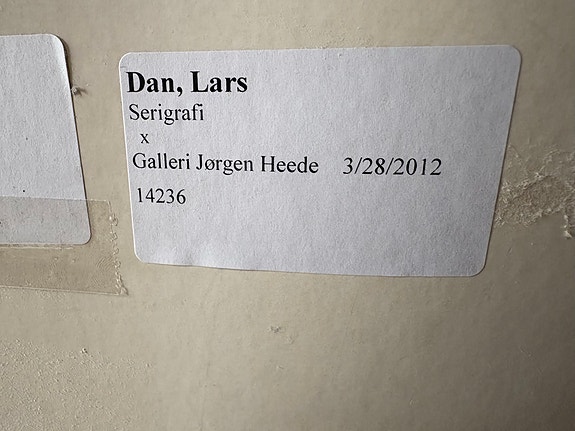 Dan, Lars
Serigrafi
x
Galleri Jørgen Heede 3/28/2012
14236